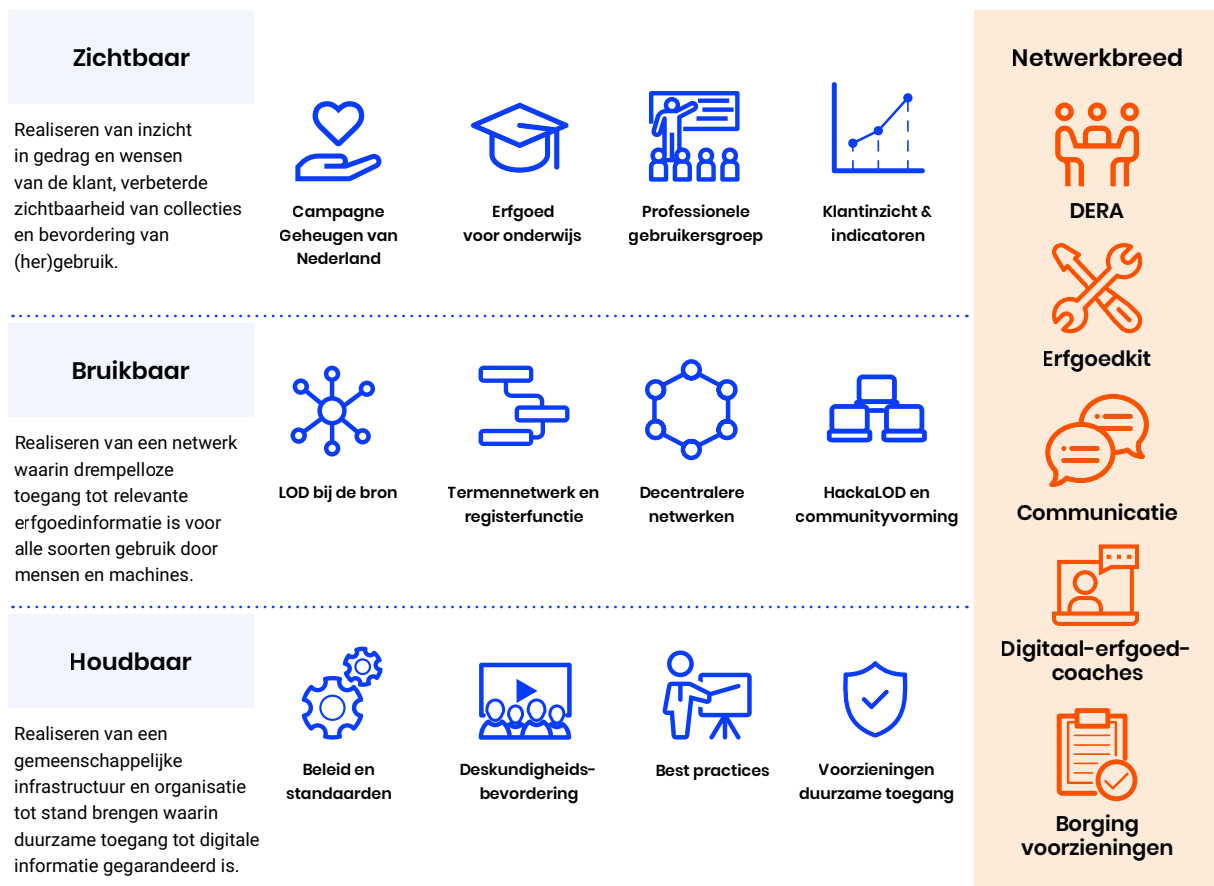 Zichtbaar
Realiseren van inzicht
in gedrag en wensen
van de klant, verbeterde
zichtbaarheid van collecties
en bevordering van
(her)gebruik.
Campagne
Geheugen van
Nederland
Erfgoed
voor onderwijs
Professionele
gebruikersgroep
Klantinzicht &
indicatoren
Bruikbaar
Realiseren van een netwerk
waarin drempelloze
toegang tot relevante
erfgoedinformatie is voor
alle soorten gebruik door
mensen en machines.
LOD bij de bron
Termennetwerk en
registerfunctie
Decentralere
netwerken
HackaLOD en
communityvorming
Houdbaar
Realiseren van een
gemeenschappelijke
infrastructuur en organisatie
tot stand brengen waarin
duurzame toegang tot digitale
informatie gegarandeerd is.
Beleid en
standaarden
Deskundigheids-
bevordering
Best practices
Voorzieningen
duurzame toegang
Netwerkbreed
DERA
Erfgoedkit
Communicatie
Digitaal-erfgoed-
coaches
Borging
voorzieningen